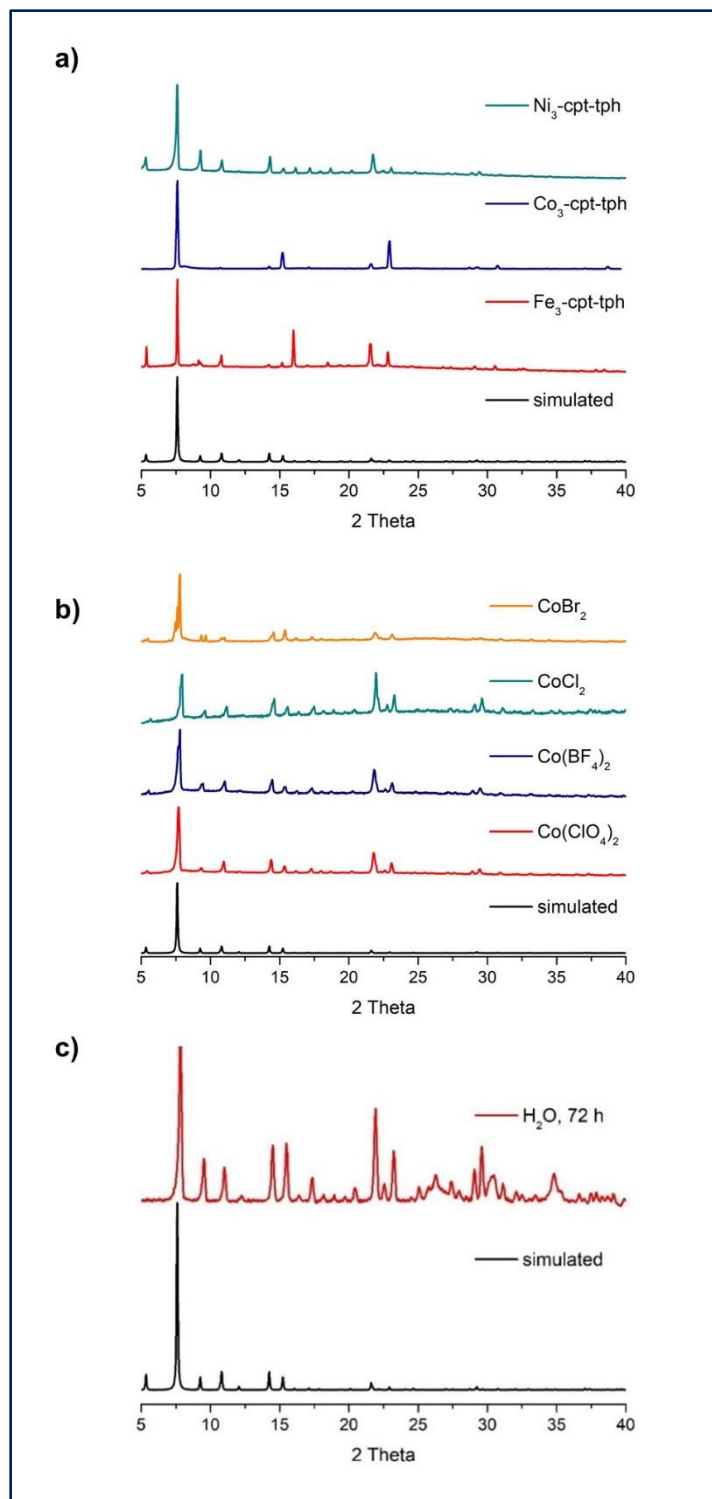 a)
Ni₃-cpt-tph
Co₃-cpt-tph
Fe₃-cpt-tph
simulated
5 10 15 20 25 30 35 40
2 Theta
b)
CoBr₂
CoCl₂
Co(BF₄)₂
Co(ClO₄)₂
simulated
5 10 15 20 25 30 35 40
2 Theta
c)
H₂O, 72 h
simulated
5 10 15 20 25 30 35 40
2 Theta